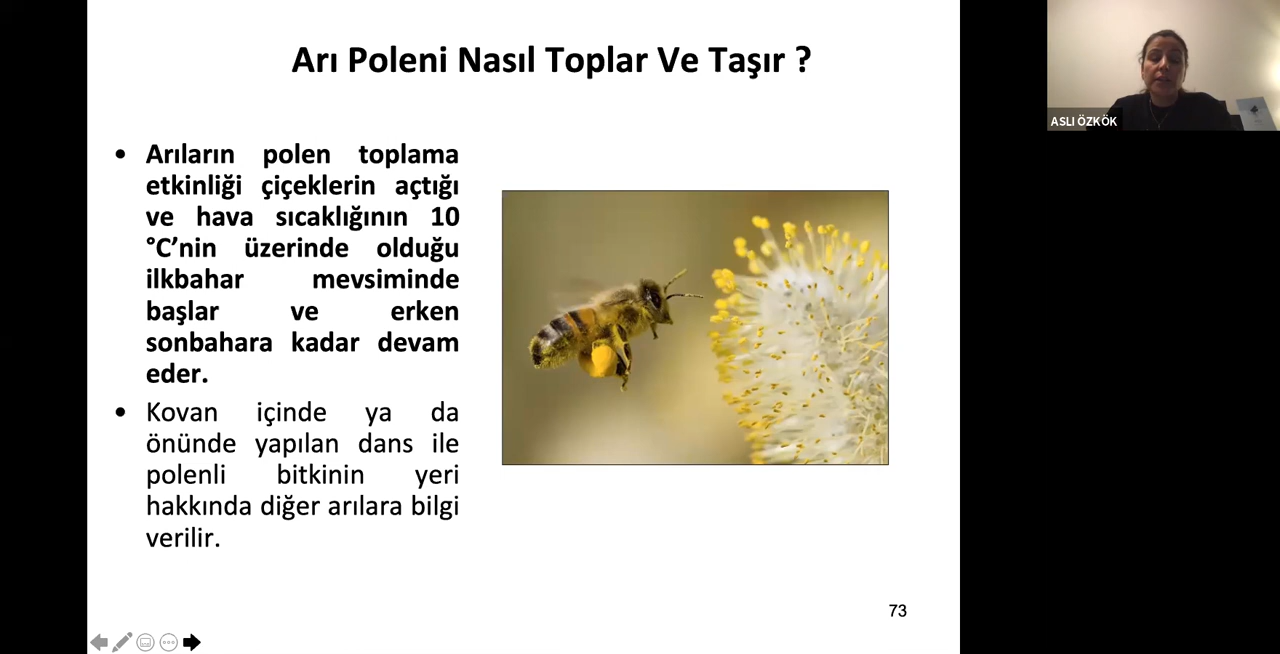 Arı Poleni Nasıl Toplar Ve Taşır ?
• Arıların polen toplama
etkinliği çiçeklerin açtığı
ve hava sıcaklığının 10
°C’nin üzerinde olduğu
ilkbahar mevsiminde
başlar ve erken
sonbahara kadar devam
eder.
• Kovan içinde ya da
önünde yapılan dans ile
polenli bitkinin yeri
hakkında diğer arılara bilgi
verilir.
73
ASLI ÖZKÖK